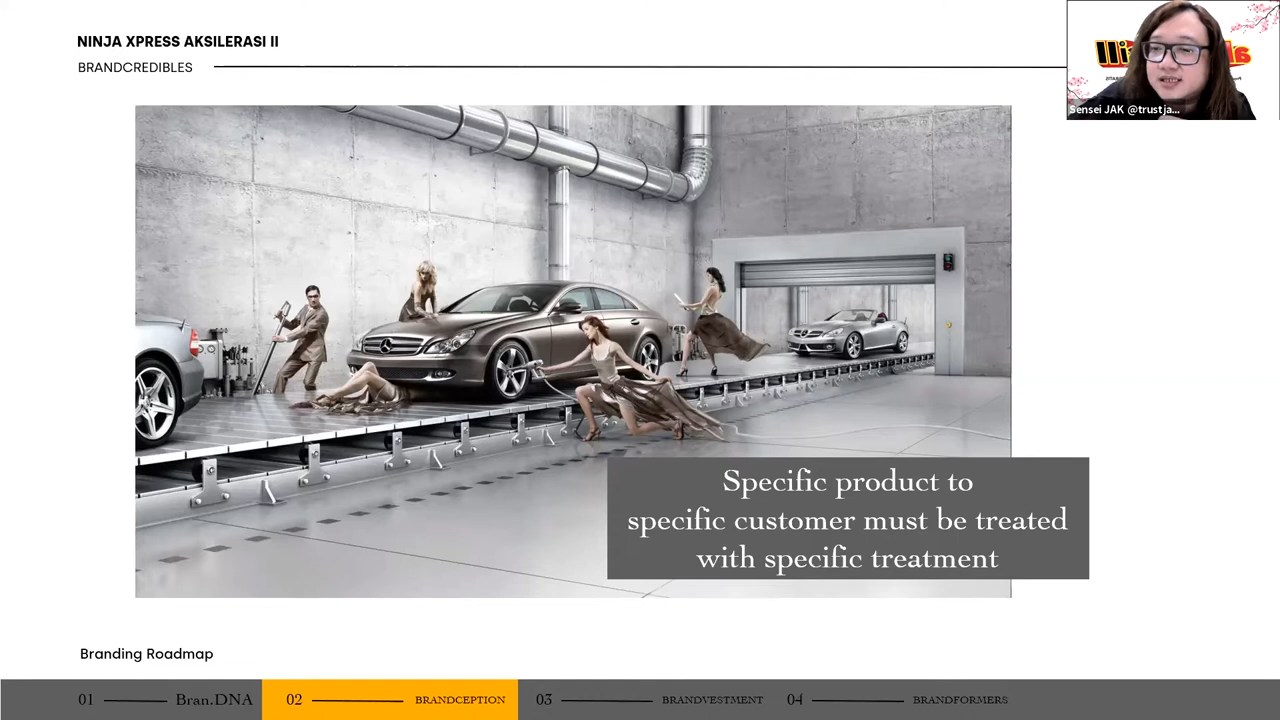 NINJA XPRESS AKSILERASI II
BRANDCREDIBLES
Sensei JAK @trustja...
Specific product to
specific customer must be treated
with specific treatment
Branding Roadmap
01 Bran.DNA 02 BRANDCEPTION 03 BRANDVESTMENT 04 BRANDFORMERS